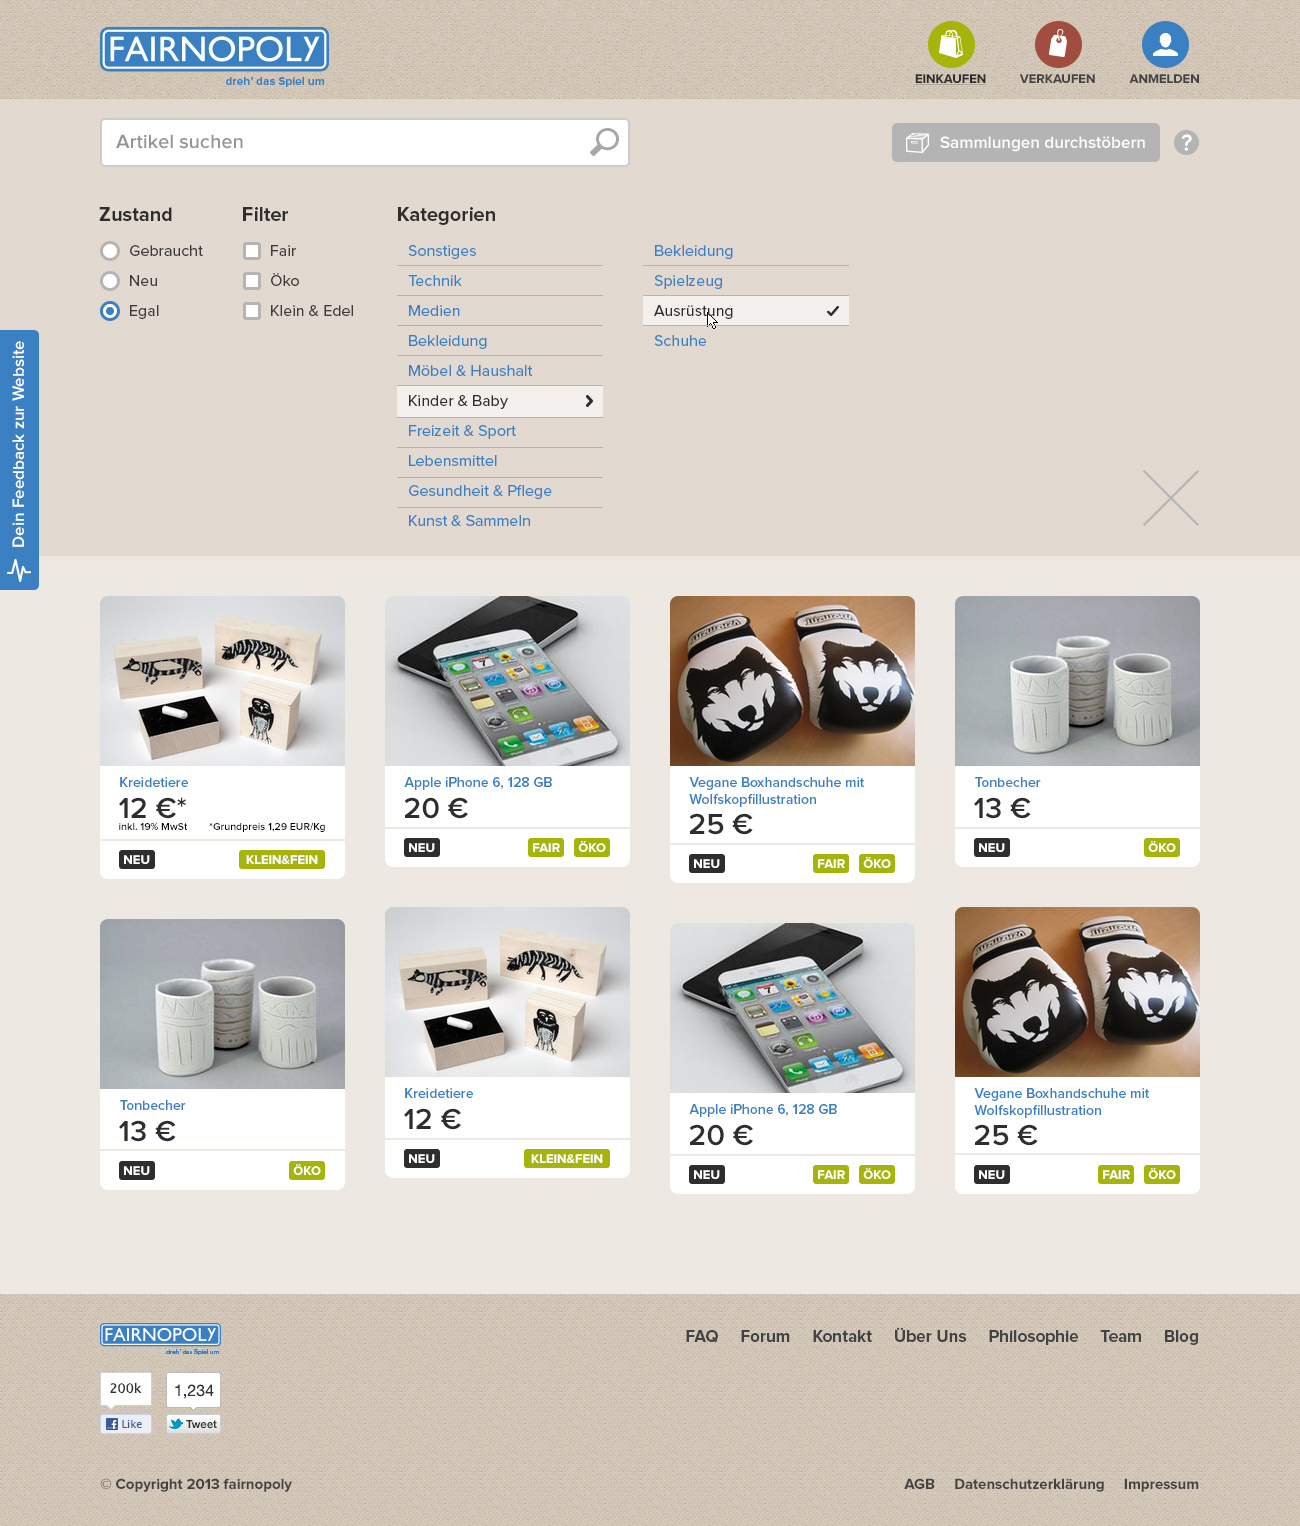 FAIRNOPOLY
dreh' das Spiel um
EINKAUFEN
VERKAUFEN
ANMELDEN
Artikel suchen
Sammlungen durchstöbern
?
Zustand
Gebraucht
Neu
Egal
Filter
Fair
Öko
Klein & Edel
Kategorien
Sonstiges
Technik
Medien
Bekleidung
Möbel & Haushalt
Kinder & Baby
Freizeit & Sport
Lebensmittel
Gesundheit & Pflege
Kunst & Sammeln
Bekleidung
Spielzeug
Ausrüstung
Schuhe
Dein Feedback zur Website
Kreidetiere
12 €*
inkl. 19% MwSt *Grundpreis 1,29 EUR/Kg
NEU KLEIN&FEIN
Apple iPhone 6, 128 GB
20 €
NEU FAIR ÖKO
Vegane Boxhandschuhe mit
Wolfskopfillustration
25 €
NEU FAIR ÖKO
Tonbecher
13 €
NEU ÖKO
Tonbecher
13 €
NEU ÖKO
Kreidetiere
12 €
NEU KLEIN&FEIN
Apple iPhone 6, 128 GB
20 €
NEU FAIR ÖKO
Vegane Boxhandschuhe mit
Wolfskopfillustration
25 €
NEU FAIR ÖKO
FAIRNOPOLY
dreh' das Spiel um
FAQ Forum Kontakt Über Uns Philosophie Team Blog
200k 1,234
Like Tweet
© Copyright 2013 fairnopoly
AGB Datenschutzerklärung Impressum